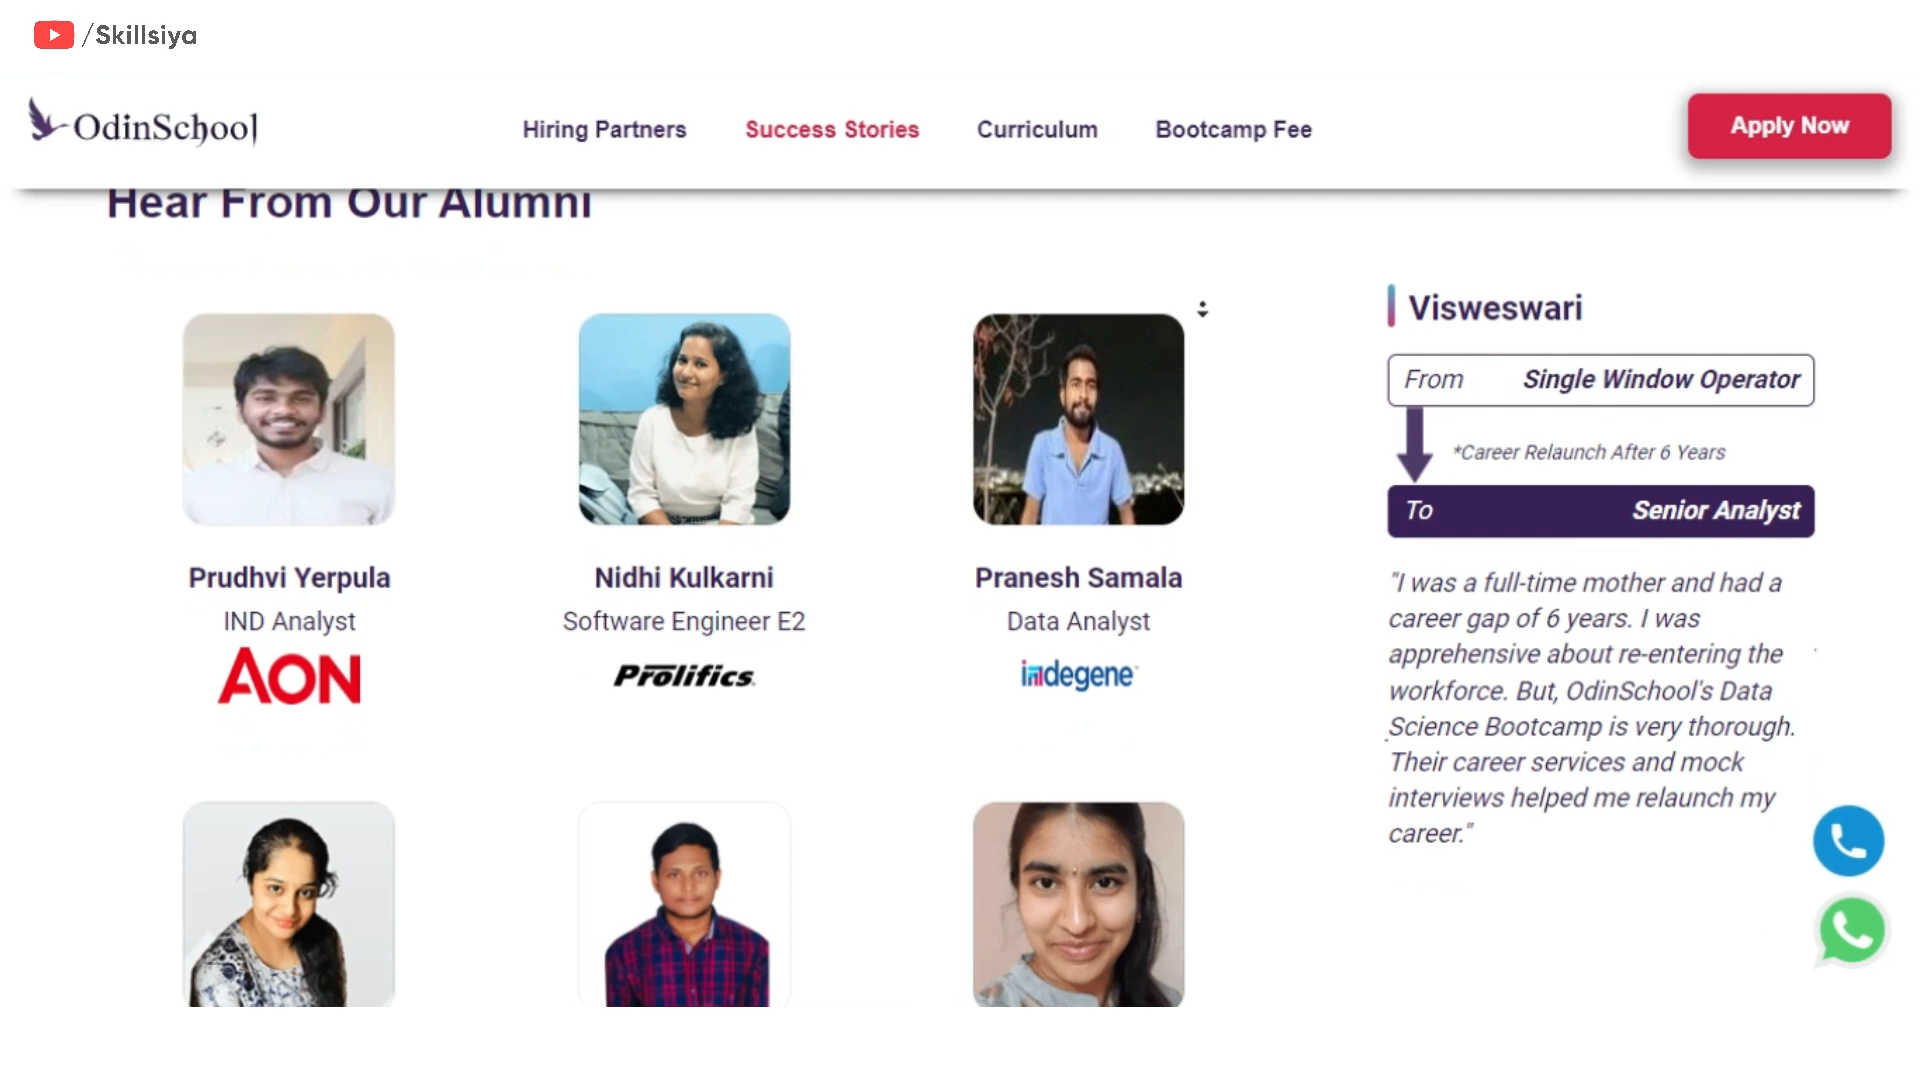 /Skillsiya
OdinSchool
Hiring Partners
Success Stories
Curriculum
Bootcamp Fee
Apply Now
Hear From Our Alumni
Prudhvi Yerpula
IND Analyst
AON
Nidhi Kulkarni
Software Engineer E2
Prolifics
Pranesh Samala
Data Analyst
indegene
Visweswari
From Single Window Operator
*Career Relaunch After 6 Years
To Senior Analyst
"I was a full-time mother and had a
career gap of 6 years. I was
apprehensive about re-entering the
workforce. But, OdinSchool's Data
Science Bootcamp is very thorough.
Their career services and mock
interviews helped me relaunch my
career."